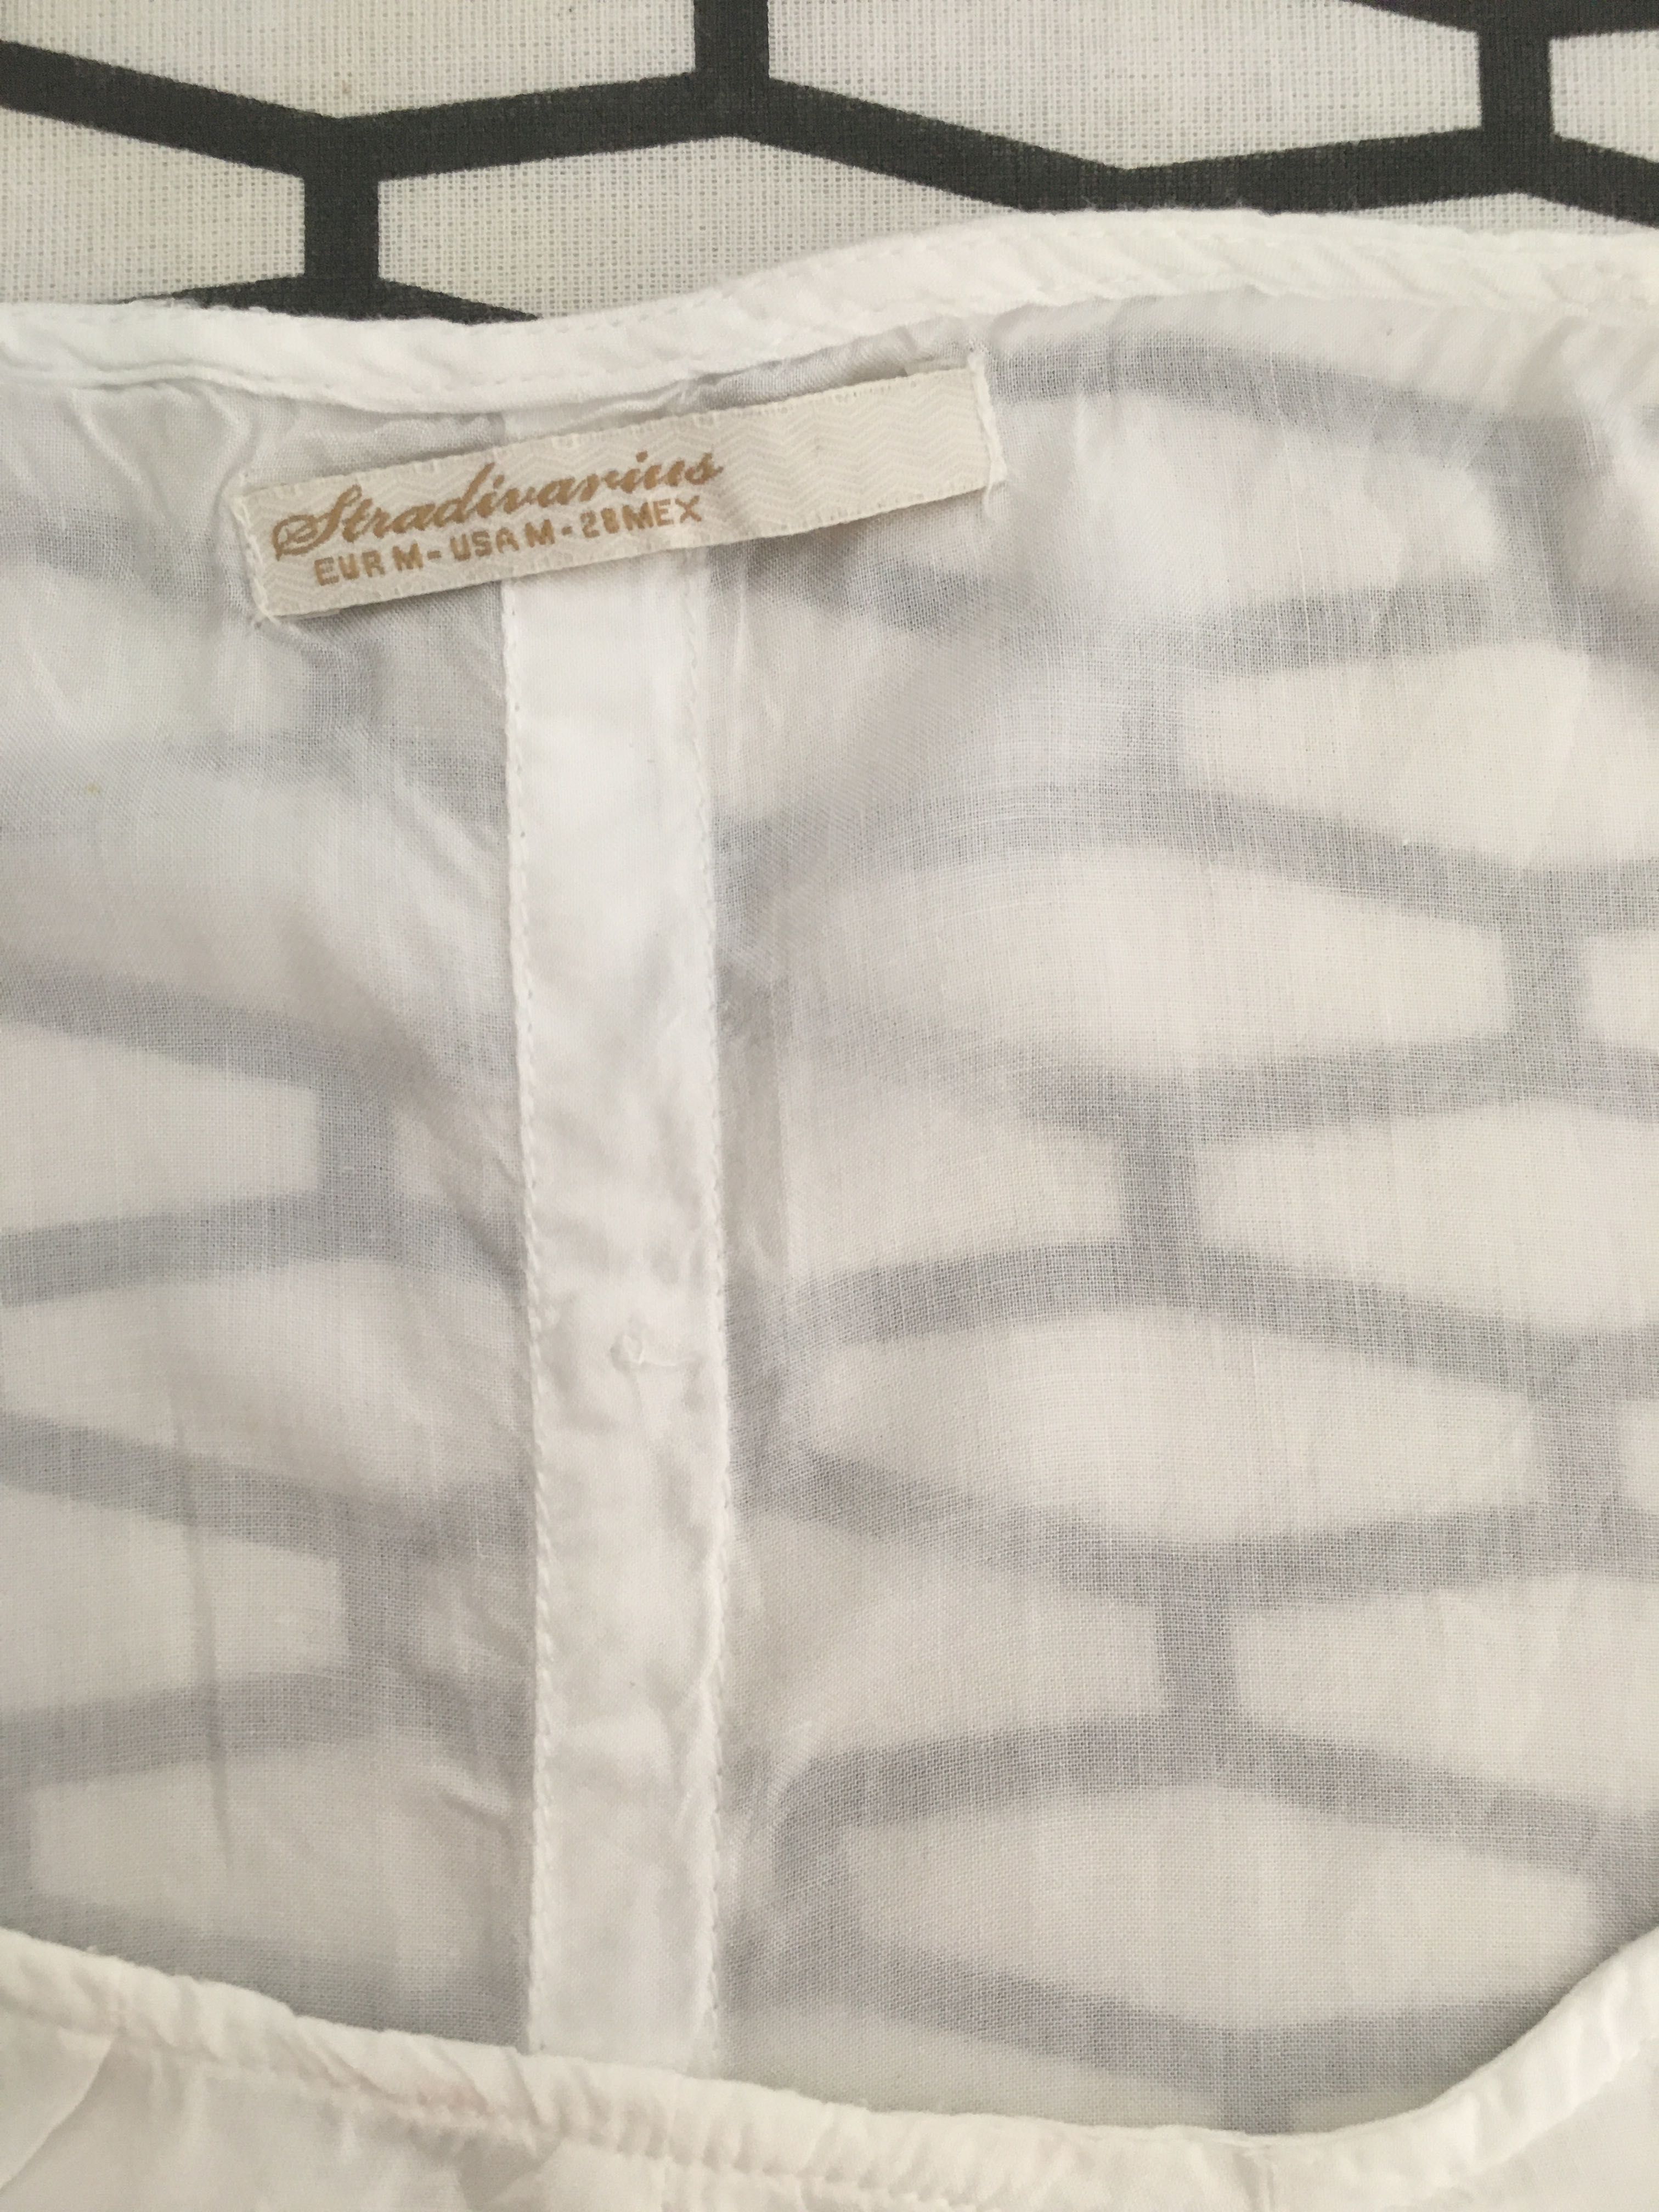 Stradivarius
EUR M - USA M - 28 MEX